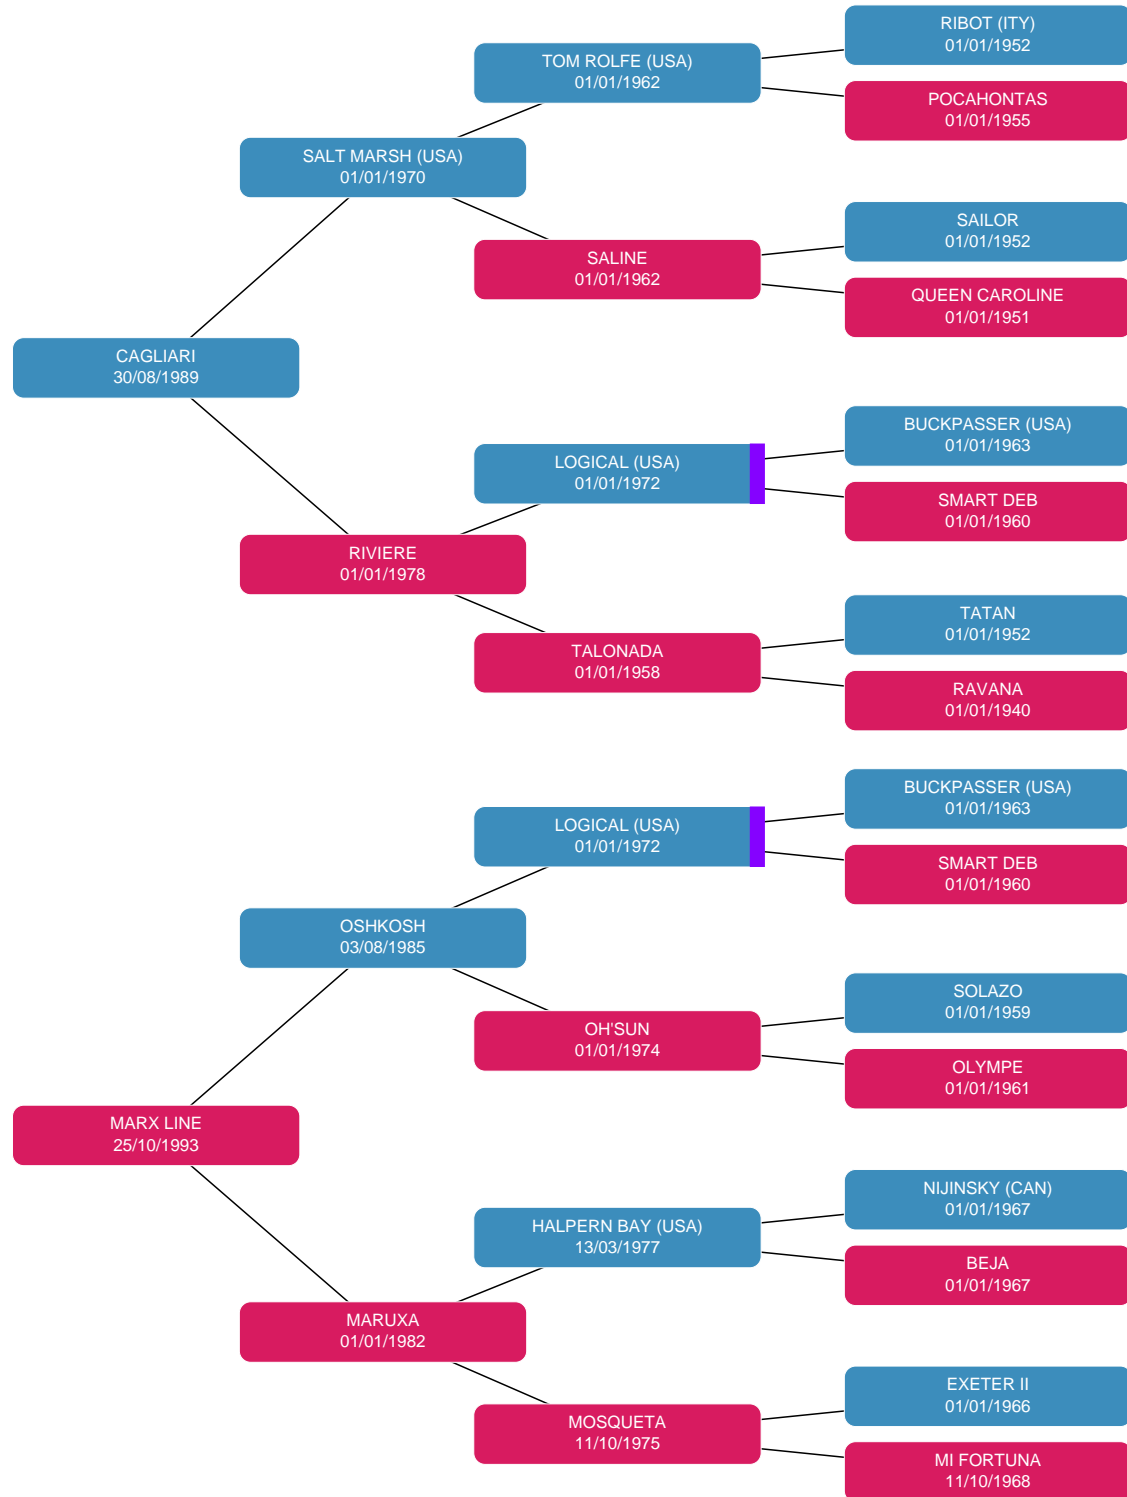 RIBOT (ITY)
01/01/1952
TOM ROLFE (USA)
01/01/1962
POCAHONTAS
01/01/1955
SALT MARSH (USA)
01/01/1970
SAILOR
01/01/1952
SALINE
01/01/1962
QUEEN CAROLINE
01/01/1951
CAGLIARI
30/08/1989
BUCKPASSER (USA)
01/01/1963
LOGICAL (USA)
01/01/1972
SMART DEB
01/01/1960
RIVIERE
01/01/1978
TATAN
01/01/1952
TALONADA
01/01/1958
RAVANA
01/01/1940
BUCKPASSER (USA)
01/01/1963
LOGICAL (USA)
01/01/1972
SMART DEB
01/01/1960
OSHKOSH
03/08/1985
SOLAZO
01/01/1959
OH'SUN
01/01/1974
OLYMPE
01/01/1961
MARX LINE
25/10/1993
NIJINSKY (CAN)
01/01/1967
HALPERN BAY (USA)
13/03/1977
BEJA
01/01/1967
MARUXA
01/01/1982
EXETER II
01/01/1966
MOSQUETA
11/10/1975
MI FORTUNA
11/10/1968